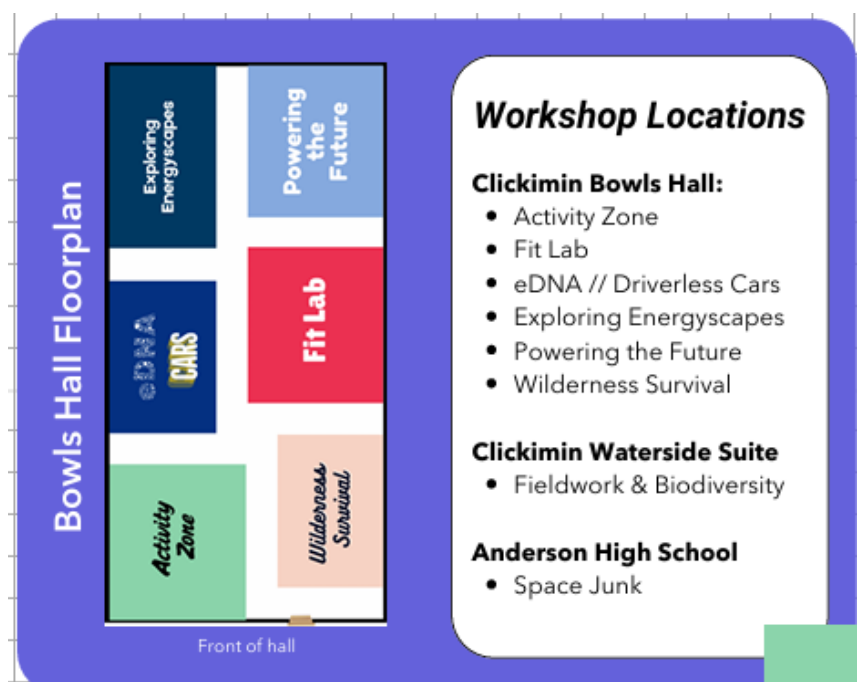 Bowls Hall Floorplan
Exploring
Energyscapes
Powering
the
Future
eDNA
CARS
Fit Lab
Activity
Zone
Wilderness
Survival
Front of hall
Workshop Locations
Clickimin Bowls Hall:
• Activity Zone
• Fit Lab
• eDNA // Driverless Cars
• Exploring Energyscapes
• Powering the Future
• Wilderness Survival
Clickimin Waterside Suite
• Fieldwork & Biodiversity
Anderson High School
• Space Junk